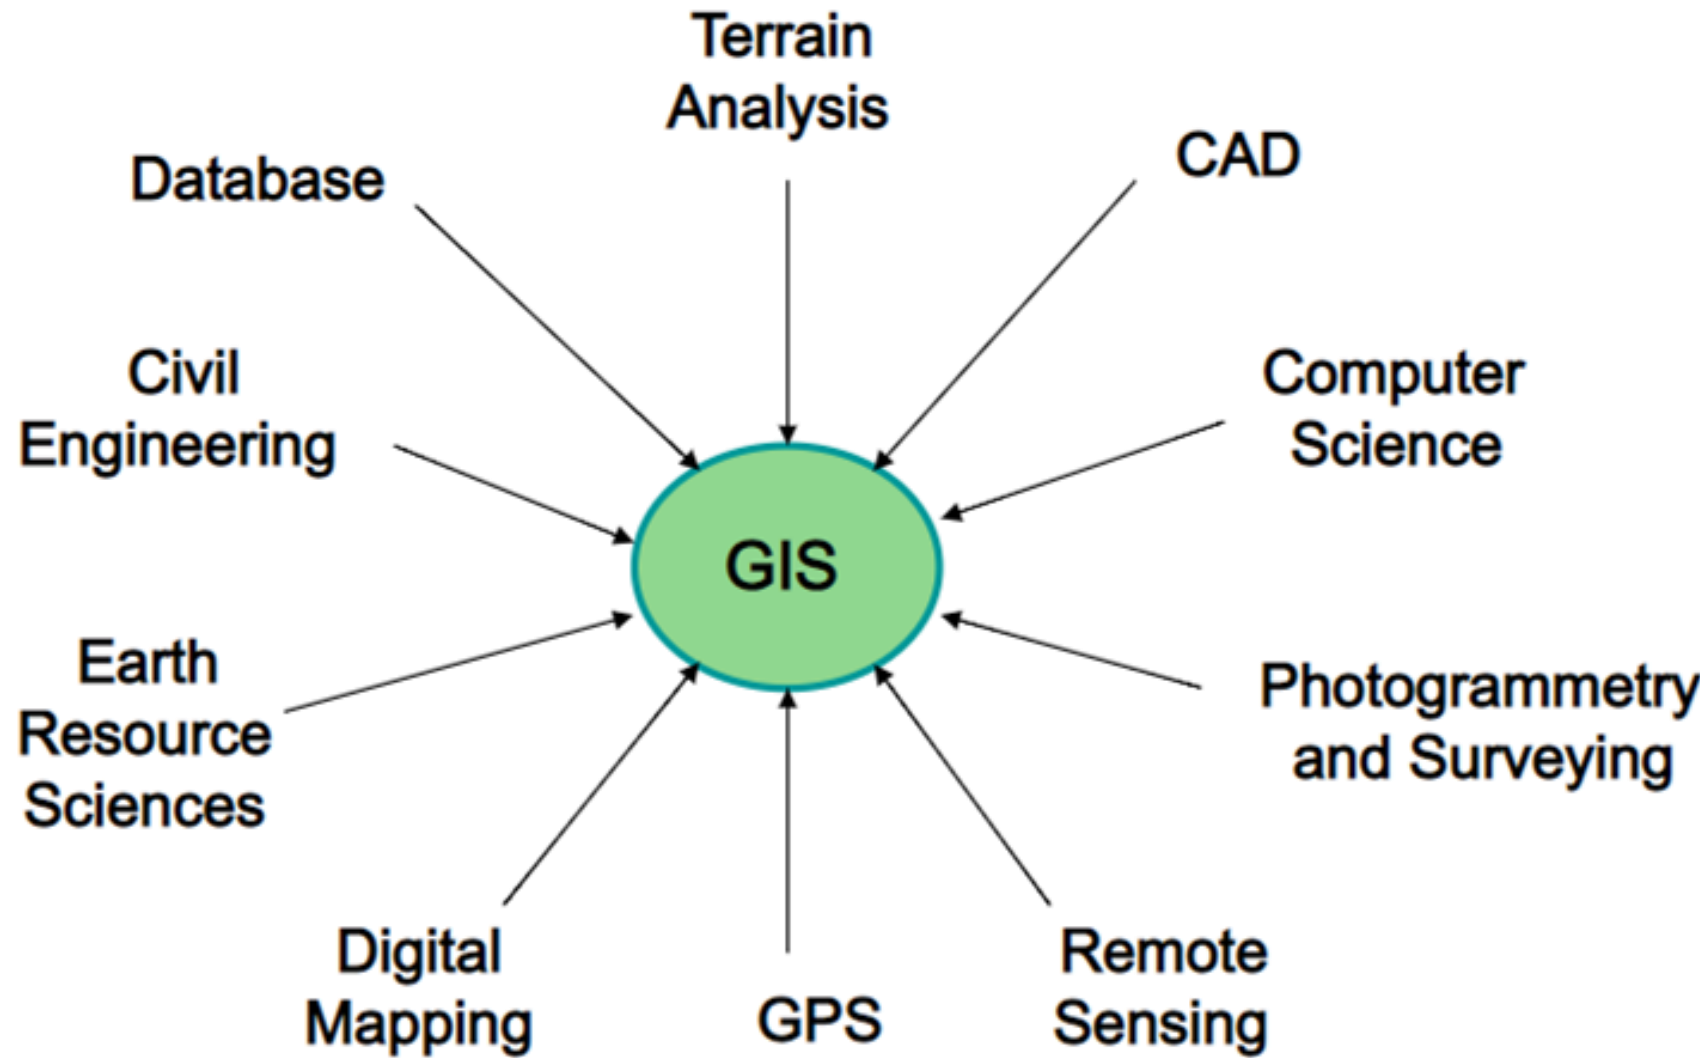 Terrain
Analysis
CAD
Database
Civil
Engineering
Computer
Science
GIS
Earth
Resource
Sciences
Photogrammetry
and Surveying
Digital
Mapping
GPS
Remote
Sensing